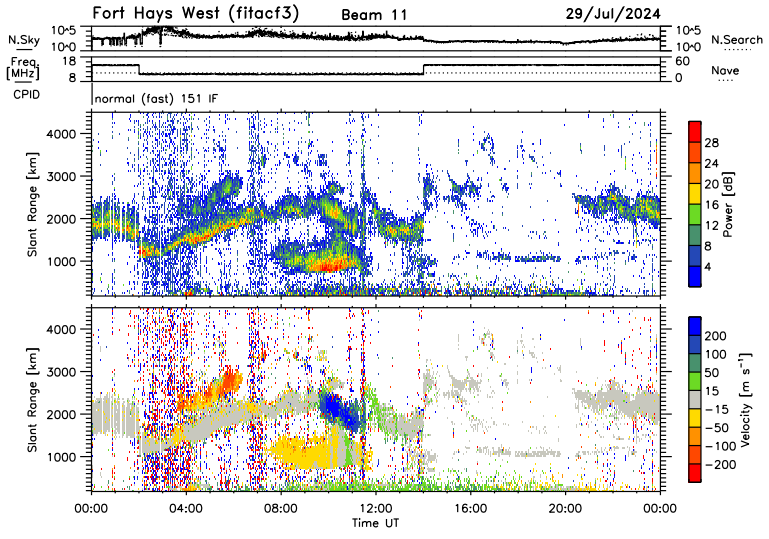 Fort Hays West (fitacf3) Beam 11 29/Jul/2024
N.Sky 10^5 10^0 10^5 10^0 N.Search
Freq. [MHz] 18 8 60 0 Nave
CPID normal (fast) 151 IF
Slant Range [km] 4000 3000 2000 1000
Power [dB] 28 24 20 16 12 8 4
Slant Range [km] 4000 3000 2000 1000
Velocity [m s⁻¹] 200 100 50 15 −15 −50 −100 −200
00:00 04:00 08:00 12:00 16:00 20:00 00:00
Time UT